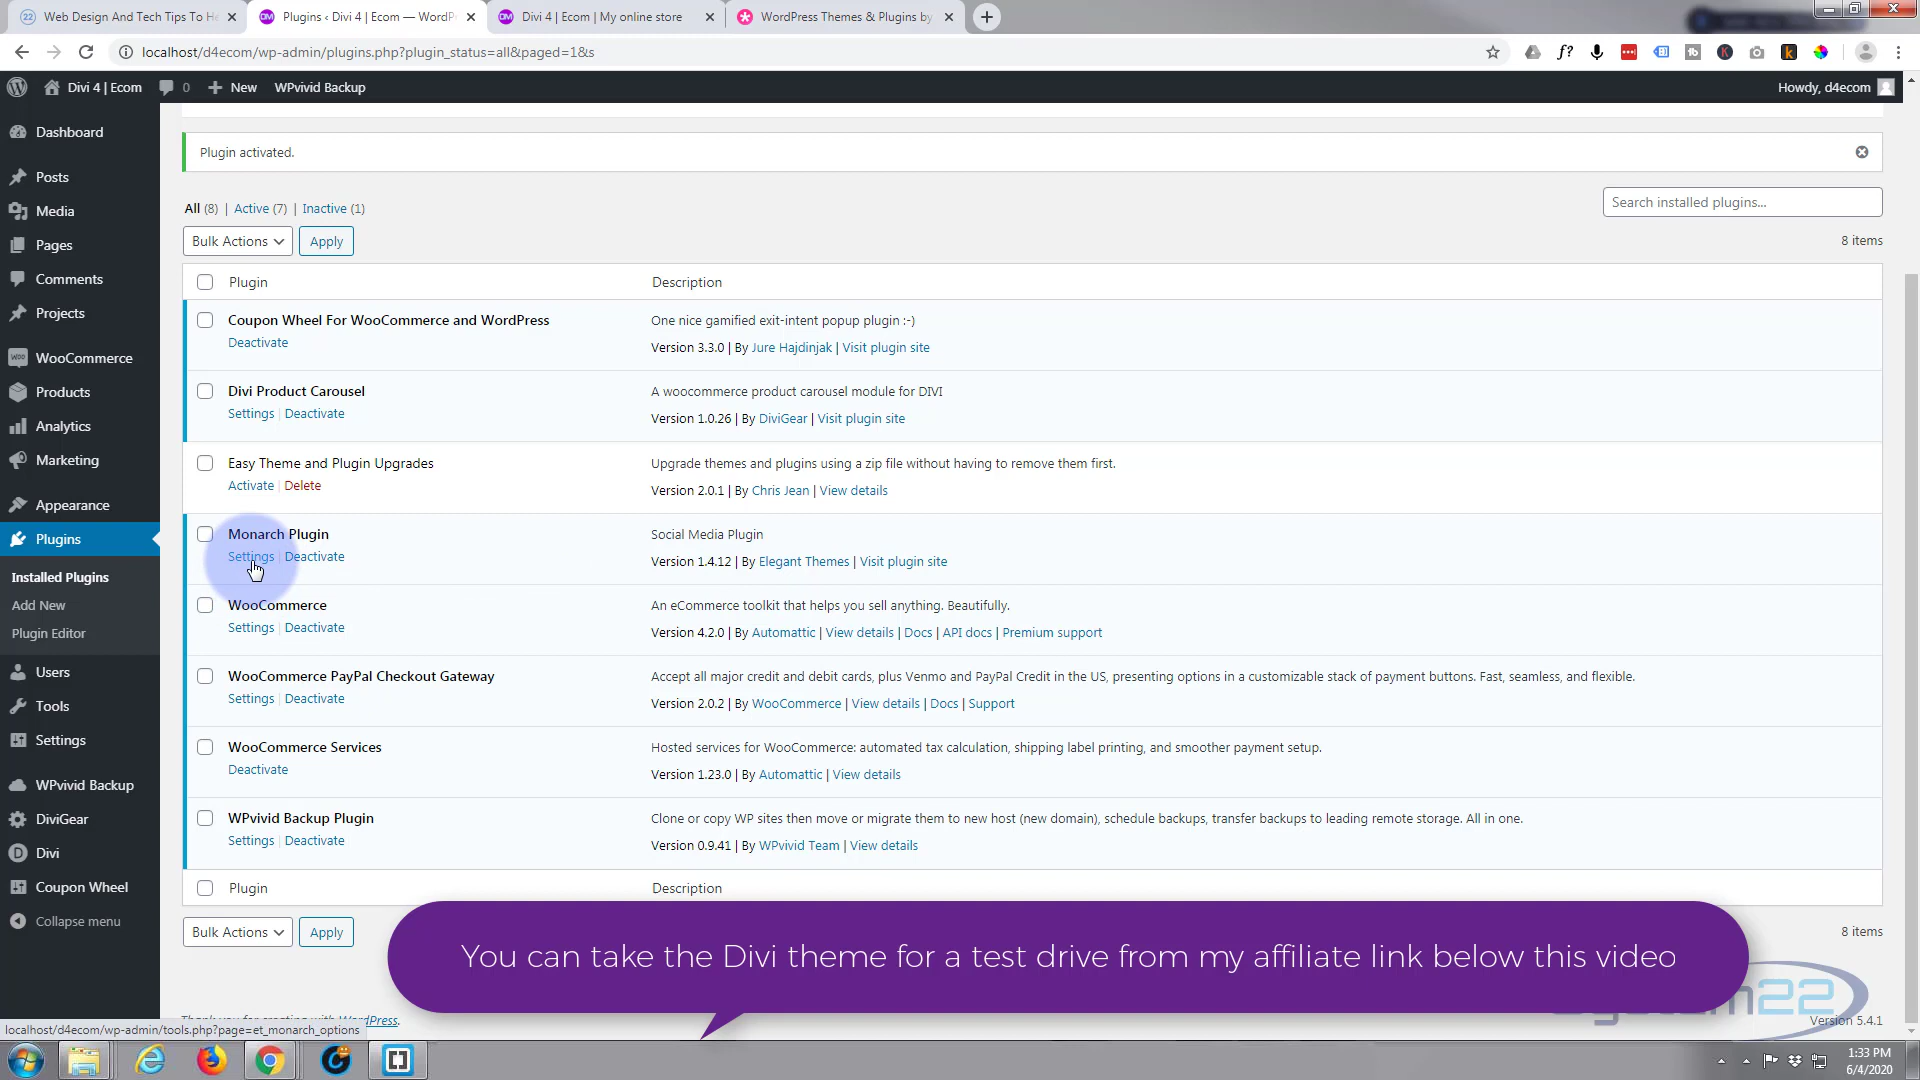 Web Design And Tech Tips To He
Plugins ‹ Divi 4 | Ecom — WordP
Divi 4 | Ecom | My online store
WordPress Themes & Plugins by
localhost/d4ecom/wp-admin/plugins.php?plugin_status=all&paged=1&s
Divi 4 | Ecom
0
New
WPvivid Backup
Howdy, d4ecom
Dashboard
Posts
Media
Pages
Comments
Projects
WooCommerce
Products
Analytics
Marketing
Appearance
Plugins
Installed Plugins
Add New
Plugin Editor
Users
Tools
Settings
WPvivid Backup
DiviGear
Divi
Coupon Wheel
Collapse menu
Plugin activated.
All (8) | Active (7) | Inactive (1)
Search installed plugins...
Bulk Actions
Apply
8 items
Plugin
Description
Coupon Wheel For WooCommerce and WordPress
Deactivate
One nice gamified exit-intent popup plugin :-)
Version 3.3.0 | By Jure Hajdinjak | Visit plugin site
Divi Product Carousel
Settings | Deactivate
A woocommerce product carousel module for DIVI
Version 1.0.26 | By DiviGear | Visit plugin site
Easy Theme and Plugin Upgrades
Activate | Delete
Upgrade themes and plugins using a zip file without having to remove them first.
Version 2.0.1 | By Chris Jean | View details
Monarch Plugin
Settings | Deactivate
Social Media Plugin
Version 1.4.12 | By Elegant Themes | Visit plugin site
WooCommerce
Settings | Deactivate
An eCommerce toolkit that helps you sell anything. Beautifully.
Version 4.2.0 | By Automattic | View details | Docs | API docs | Premium support
WooCommerce PayPal Checkout Gateway
Settings | Deactivate
Accept all major credit and debit cards, plus Venmo and PayPal Credit in the US, presenting options in a customizable stack of payment buttons. Fast, seamless, and flexible.
Version 2.0.2 | By WooCommerce | View details | Docs | Support
WooCommerce Services
Deactivate
Hosted services for WooCommerce: automated tax calculation, shipping label printing, and smoother payment setup.
Version 1.23.0 | By Automattic | View details
WPvivid Backup Plugin
Settings | Deactivate
Clone or copy WP sites then move or migrate them to new host (new domain), schedule backups, transfer backups to leading remote storage. All in one.
Version 0.9.41 | By WPvivid Team | View details
Plugin
Description
Bulk Actions
Apply
8 items
You can take the Divi theme for a test drive from my affiliate link below this video
Thank you for creating with WordPress.
Version 5.4.1
localhost/d4ecom/wp-admin/tools.php?page=et_monarch_options
1:33 PM
6/4/2020